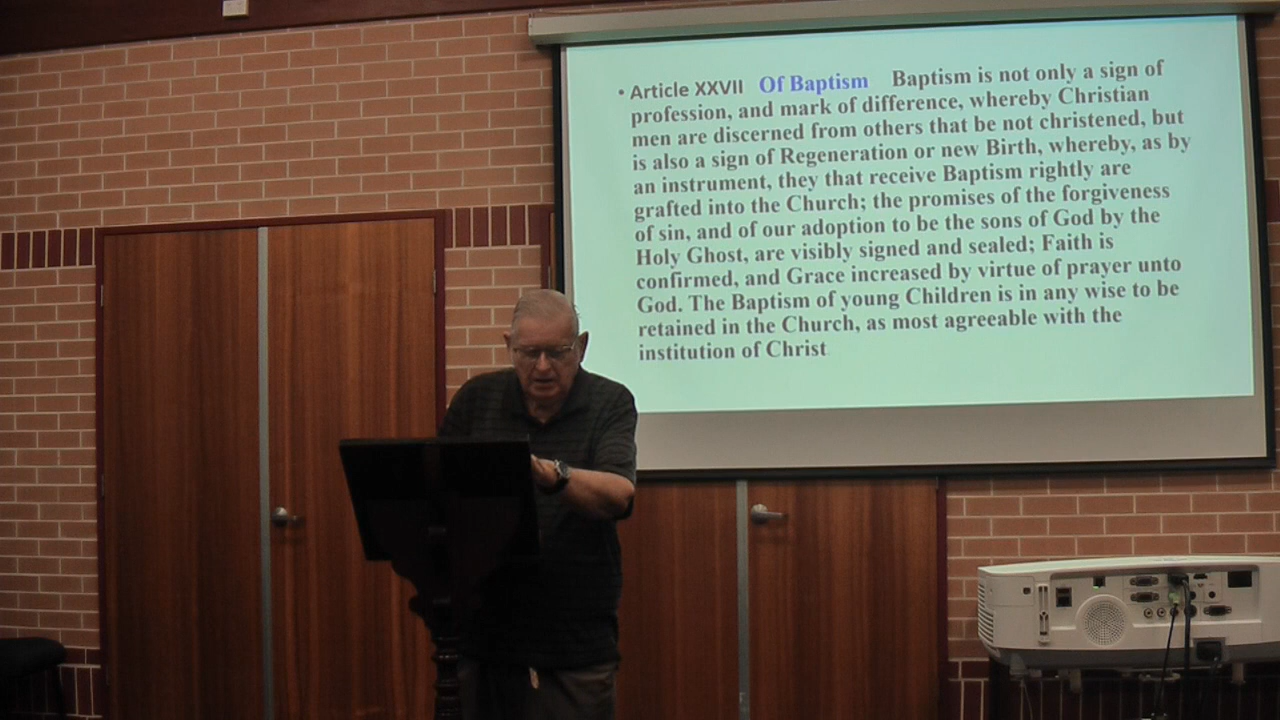 • Article XXVII Of Baptism Baptism is not only a sign of
profession, and mark of difference, whereby Christian
men are discerned from others that be not christened, but
is also a sign of Regeneration or new Birth, whereby, as by
an instrument, they that receive Baptism rightly are
grafted into the Church; the promises of the forgiveness
of sin, and of our adoption to be the sons of God by the
Holy Ghost, are visibly signed and sealed; Faith is
confirmed, and Grace increased by virtue of prayer unto
God. The Baptism of young Children is in any wise to be
retained in the Church, as most agreeable with the
institution of Christ